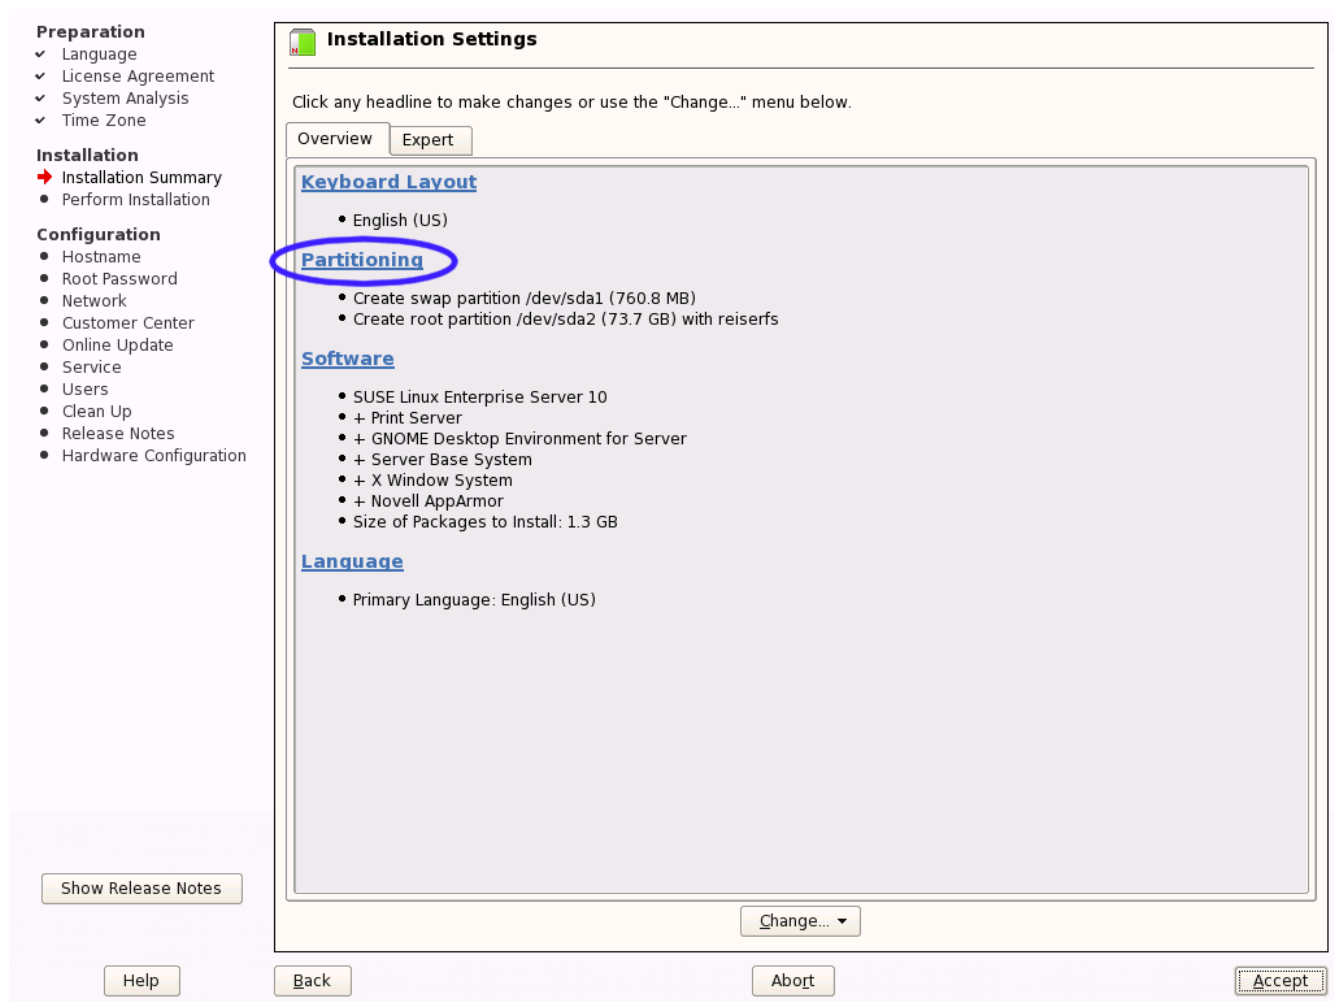 Preparation
Language
License Agreement
System Analysis
Time Zone
Installation
Installation Summary
Perform Installation
Configuration
Hostname
Root Password
Network
Customer Center
Online Update
Service
Users
Clean Up
Release Notes
Hardware Configuration
Show Release Notes
Help
Installation Settings
Click any headline to make changes or use the "Change..." menu below.
Overview Expert
Keyboard Layout
• English (US)
Partitioning
• Create swap partition /dev/sda1 (760.8 MB)
• Create root partition /dev/sda2 (73.7 GB) with reiserfs
Software
• SUSE Linux Enterprise Server 10
• + Print Server
• + GNOME Desktop Environment for Server
• + Server Base System
• + X Window System
• + Novell AppArmor
• Size of Packages to Install: 1.3 GB
Language
• Primary Language: English (US)
Change...
Back Abort Accept